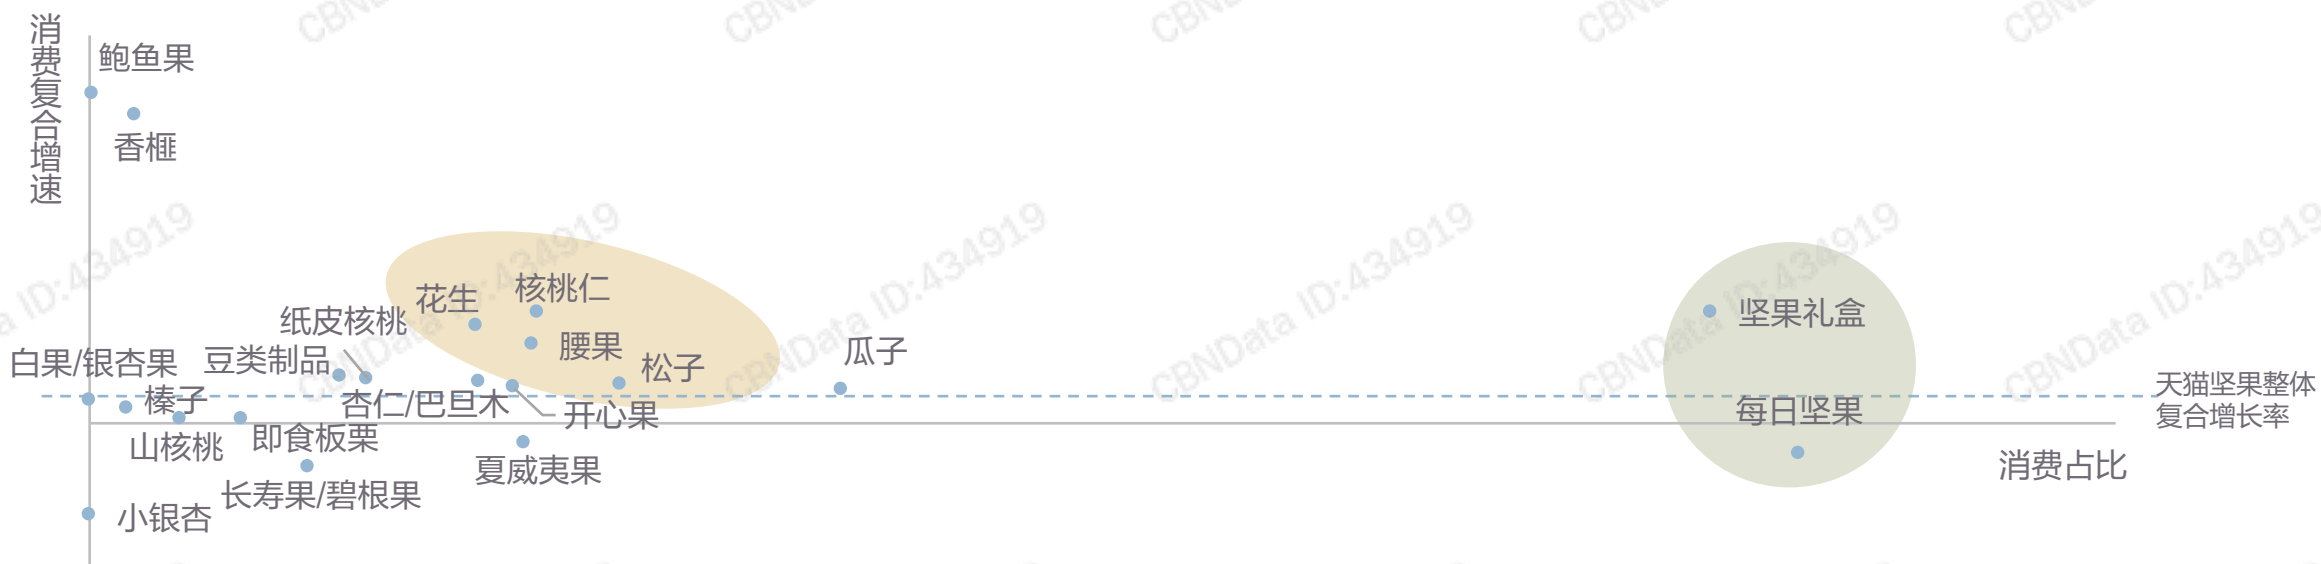 消费复合增速
鲍鱼果
香榧
花生
核桃仁
纸皮核桃
坚果礼盒
腰果
瓜子
白果/银杏果
豆类制品
松子
天猫坚果整体
复合增长率
榛子
杏仁/巴旦木
开心果
每日坚果
山核桃
即食板栗
夏威夷果
消费占比
长寿果/碧根果
小银杏
CBNData ID:434919